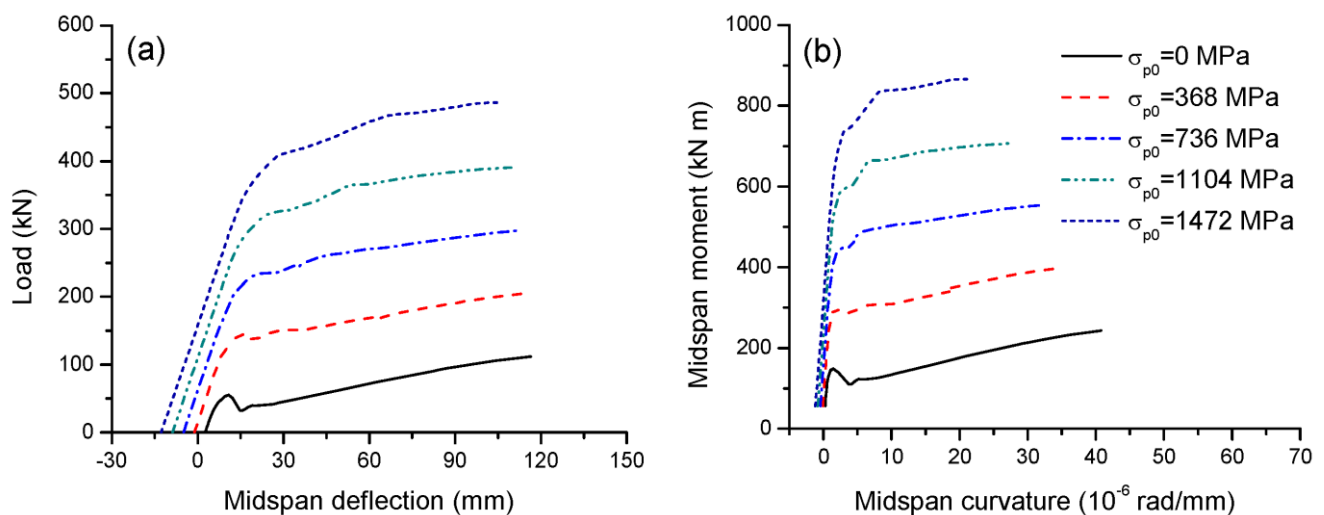 (a)
600
500
400
300
200
100
0
Load (kN)
-30 0 30 60 90 120 150
Midspan deflection (mm)
(b)
1000
800
600
400
200
0
Midspan moment (kN m)
0 10 20 30 40 50 60 70
Midspan curvature (10⁻⁶ rad/mm)
σp0=0 MPa
σp0=368 MPa
σp0=736 MPa
σp0=1104 MPa
σp0=1472 MPa